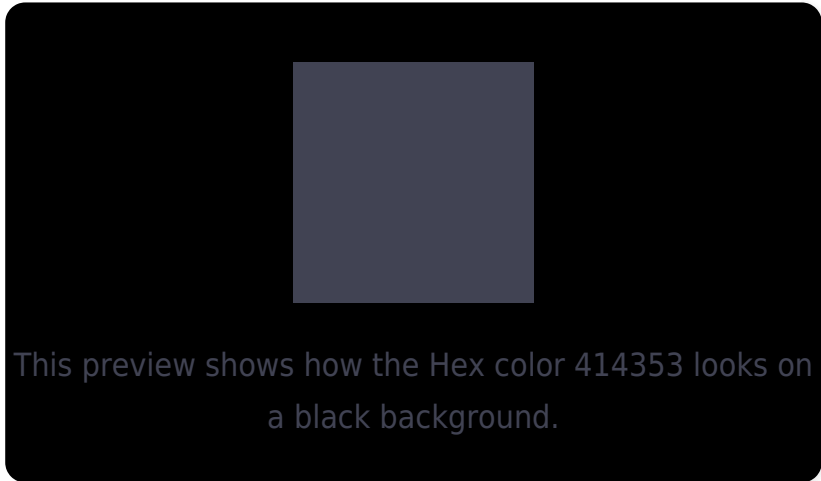 This preview shows how the Hex color 414353 looks on
a black background.